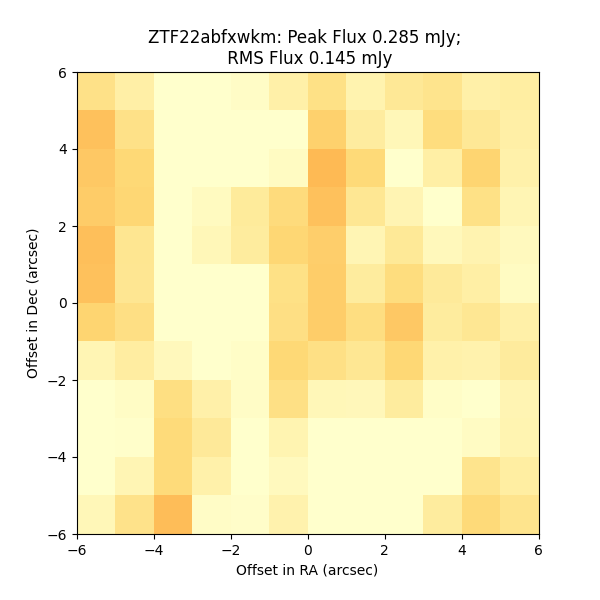 ZTF22abfxwkm: Peak Flux 0.285 mJy;
RMS Flux 0.145 mJy
6
4
2
0
−2
−4
−6
Offset in Dec (arcsec)
−6 −4 −2 0 2 4 6
Offset in RA (arcsec)